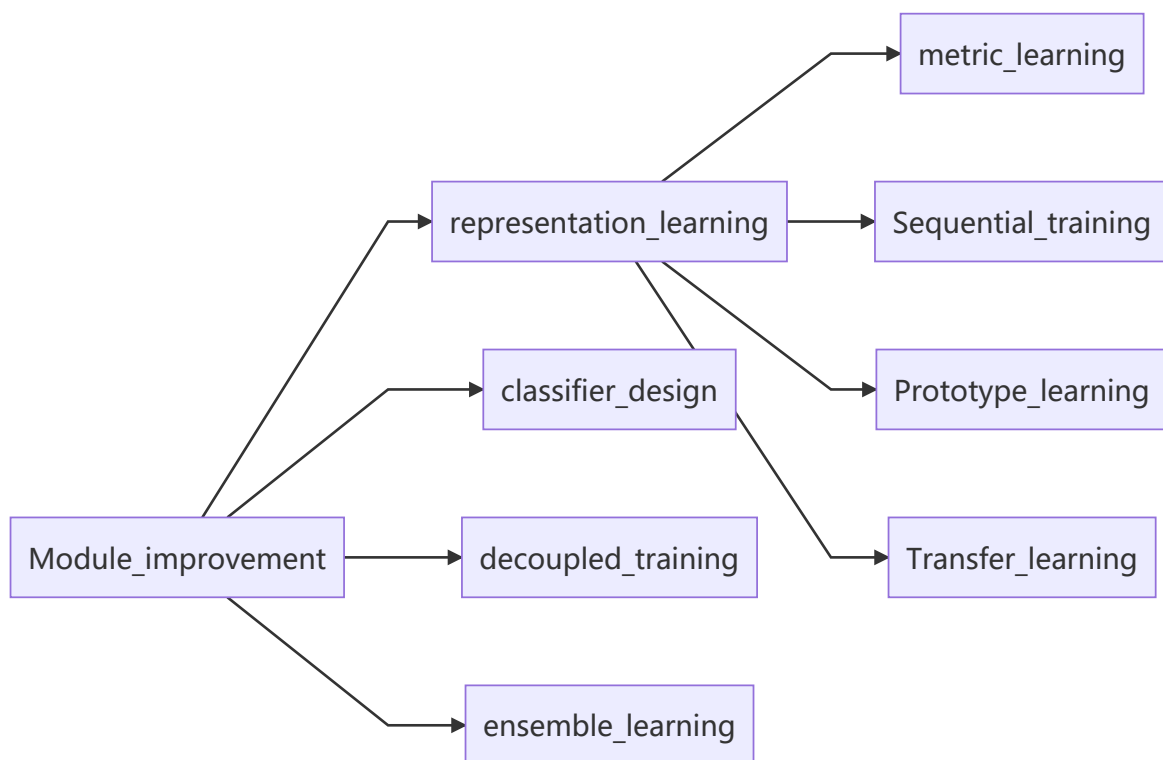 metric_learning
representation_learning
Sequential_training
classifier_design
Prototype_learning
Module_improvement
decoupled_training
Transfer_learning
ensemble_learning